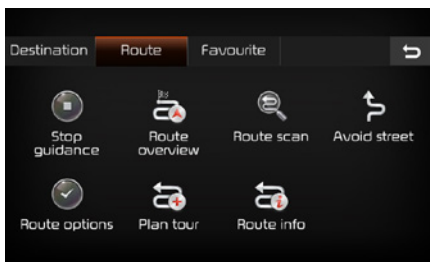 Destination Route Favourite
Stop guidance Route overview Route scan Avoid street
Route options Plan tour Route info